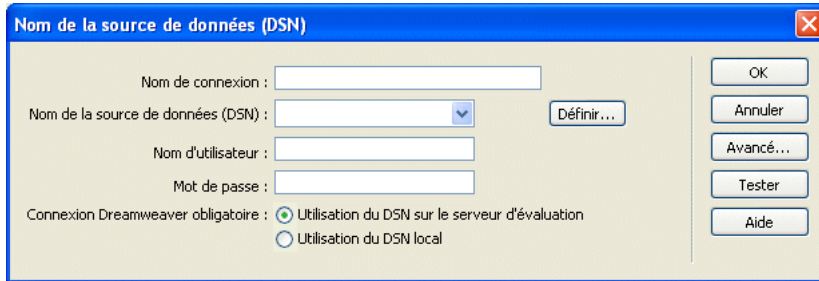 Nom de la source de données (DSN)
Nom de connexion :
OK
Nom de la source de données (DSN) :
Définir...
Annuler
Nom d'utilisateur :
Avancé...
Mot de passe :
Tester
Connexion Dreamweaver obligatoire :
Utilisation du DSN sur le serveur d'évaluation
Aide
Utilisation du DSN local